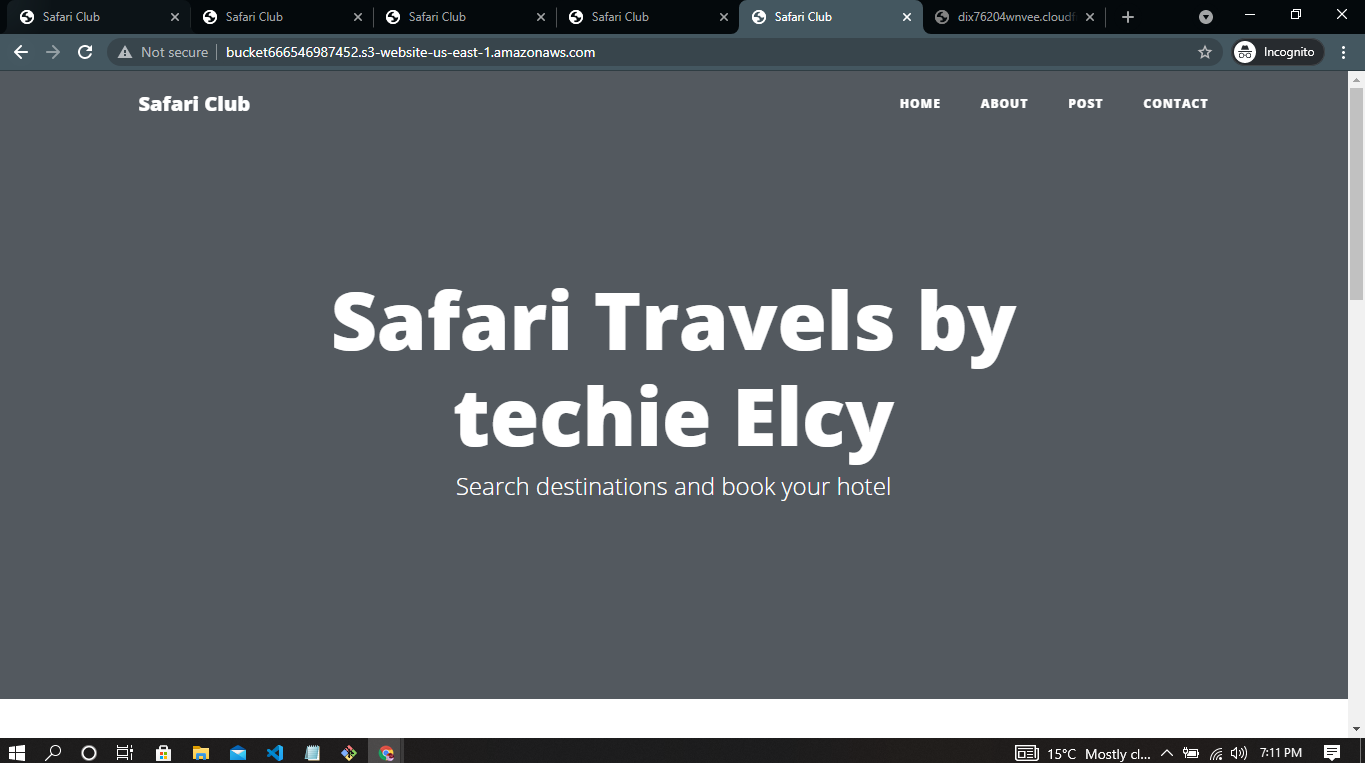 Safari Club
Safari Club
Safari Club
Safari Club
Safari Club
dix76204wnvee.cloudf
Not secure
bucket666546987452.s3-website-us-east-1.amazonaws.com
Incognito
Safari Club
HOME
ABOUT
POST
CONTACT
Safari Travels by
techie Elcy
Search destinations and book your hotel
15°C Mostly cl...
7:11 PM